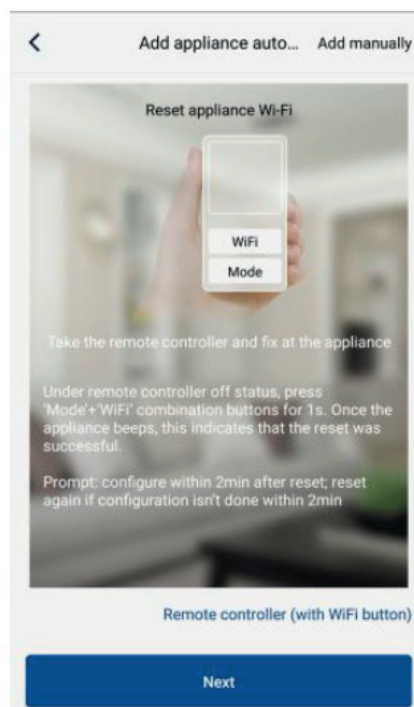 Add appliance auto... Add manually
Reset appliance Wi-Fi
WiFi
Mode
Take the remote controller and fix at the appliance
Under remote controller off status, press
'Mode'+'WiFi' combination buttons for 1s. Once the
appliance beeps, this indicates that the reset was
successful.
Prompt: configure within 2min after reset; reset
again if configuration isn't done within 2min
Remote controller (with WiFi button)
Next